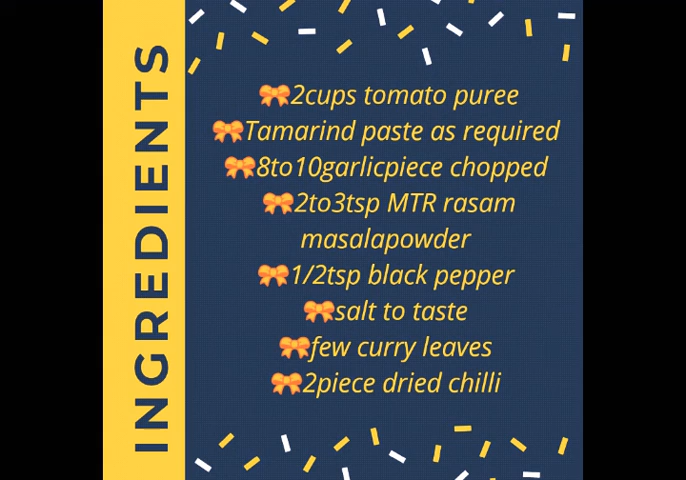 INGREDIENTS
🎀2cups tomato puree
🎀Tamarind paste as required
🎀8to10garlicpiece chopped
🎀2to3tsp MTR rasam
masalapowder
🎀1/2tsp black pepper
🎀salt to taste
🎀few curry leaves
🎀2piece dried chilli